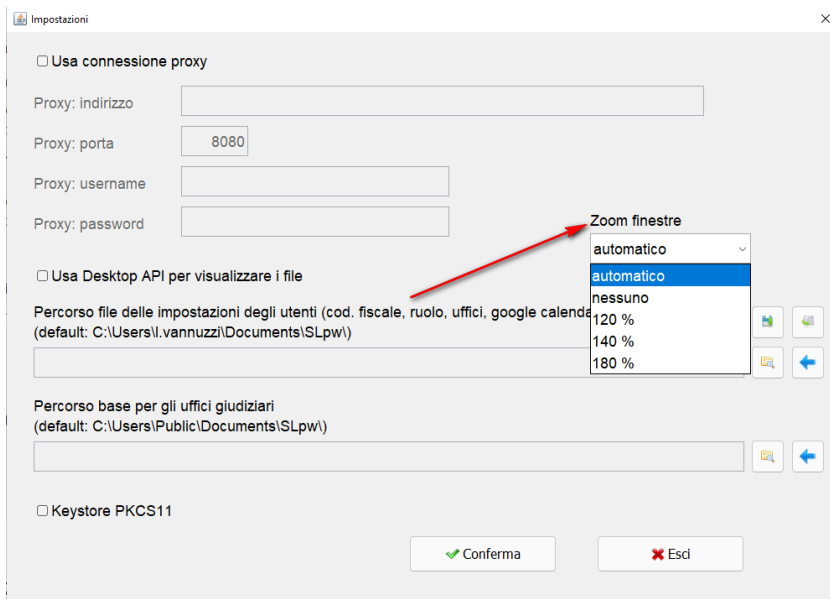 Impostazioni
Usa connessione proxy
Proxy: indirizzo
Proxy: porta
8080
Proxy: username
Proxy: password
Zoom finestre
automatico
Usa Desktop API per visualizzare i file
automatico
nessuno
120 %
140 %
180 %
Percorso file delle impostazioni degli utenti (cod. fiscale, ruolo, uffici, google calenda
(default: C:\Users\l.vannuzzi\Documents\SLpw\)
Percorso base per gli uffici giudiziari
(default: C:\Users\Public\Documents\SLpw\)
Keystore PKCS11
Conferma
Esci